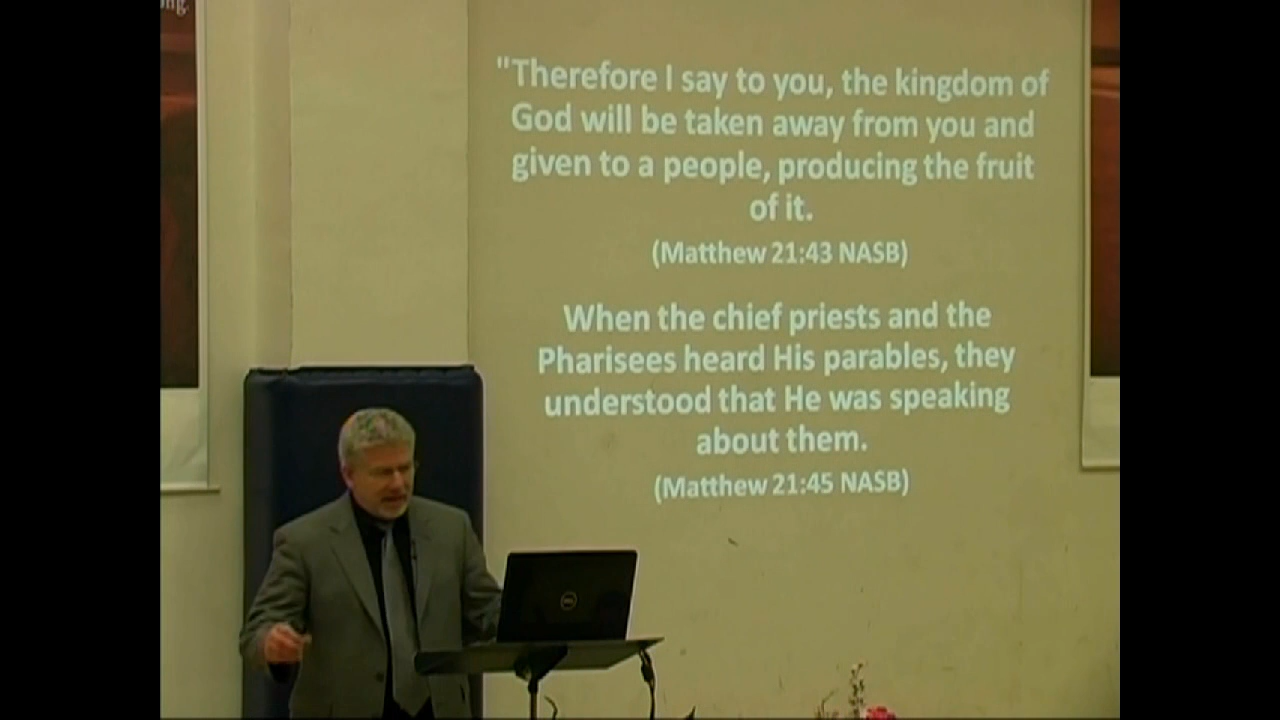 "Therefore I say to you, the kingdom of
God will be taken away from you and
given to a people, producing the fruit
of it.
(Matthew 21:43 NASB)
When the chief priests and the
Pharisees heard His parables, they
understood that He was speaking
about them.
(Matthew 21:45 NASB)
DELL